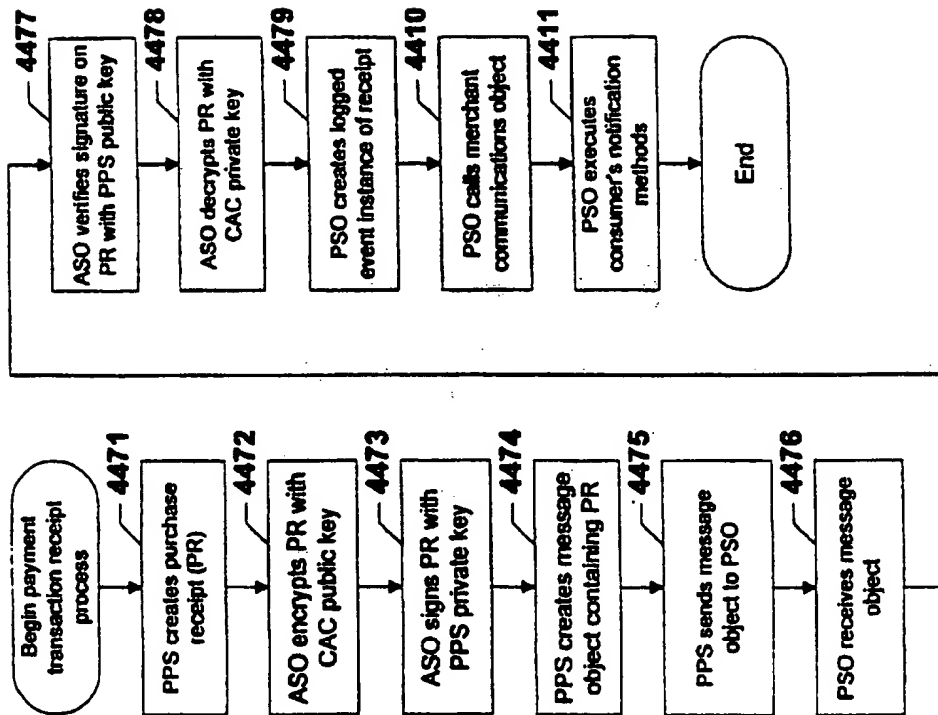 Begin payment
transaction receipt
process
4471
PPS creates purchase
receipt (PR)
4472
ASO encrypts PR with
CAC public key
4473
ASO signs PR with
PPS private key
4474
PPS creates message
object containing PR
4475
PPS sends message
object to PSO
4476
PSO receives message
object
4477
ASO verifies signature on
PR with PPS public key
4478
ASO decrypts PR with
CAC private key
4479
PSO creates logged
event instance of receipt
4410
PSO calls merchant
communications object
4411
PSO executes
consumer's notification
methods
End